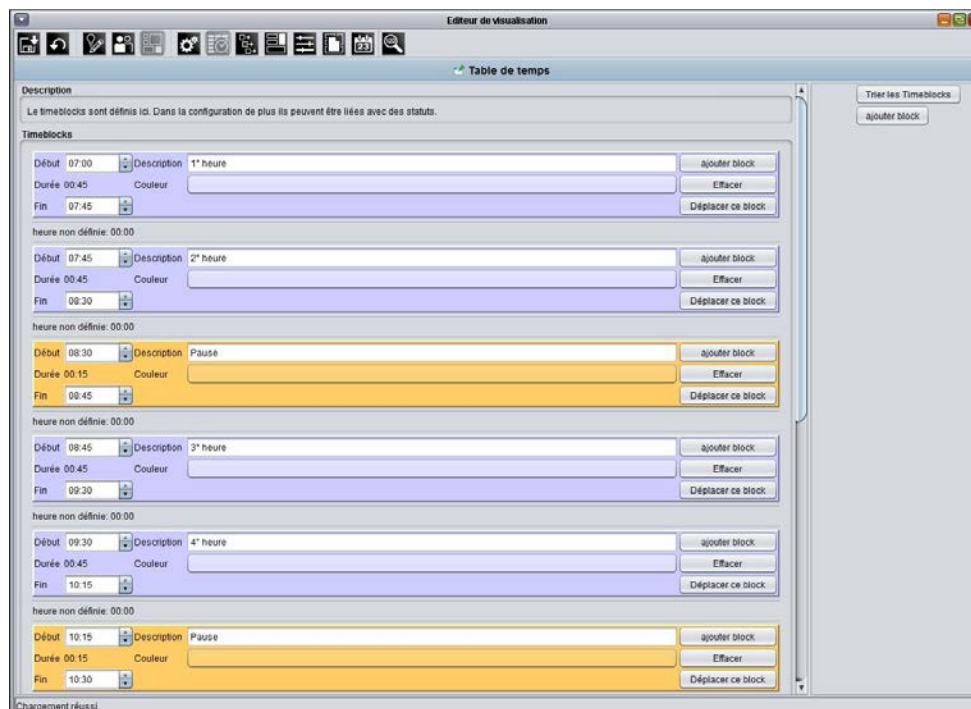 Editeur de visualisation
23
Table de temps
Description
Trier les Timeblocks
Le timeblocks sont définis ici. Dans la configuration de plus ils peuvent être liées avec des statuts.
ajouter block
Timeblocks
Début 07:00 Description 1° heure ajouter block
Durée 00:45 Couleur Effacer
Fin 07:45 Déplacer ce block
heure non définie: 00:00
Début 07:45 Description 2° heure ajouter block
Durée 00:45 Couleur Effacer
Fin 08:30 Déplacer ce block
heure non définie: 00:00
Début 08:30 Description Pause ajouter block
Durée 00:15 Couleur Effacer
Fin 08:45 Déplacer ce block
heure non définie: 00:00
Début 08:45 Description 3° heure ajouter block
Durée 00:45 Couleur Effacer
Fin 09:30 Déplacer ce block
heure non définie: 00:00
Début 09:30 Description 4° heure ajouter block
Durée 00:45 Couleur Effacer
Fin 10:15 Déplacer ce block
heure non définie: 00:00
Début 10:15 Description Pause ajouter block
Durée 00:15 Couleur Effacer
Fin 10:30 Déplacer ce block
Chargement réussi